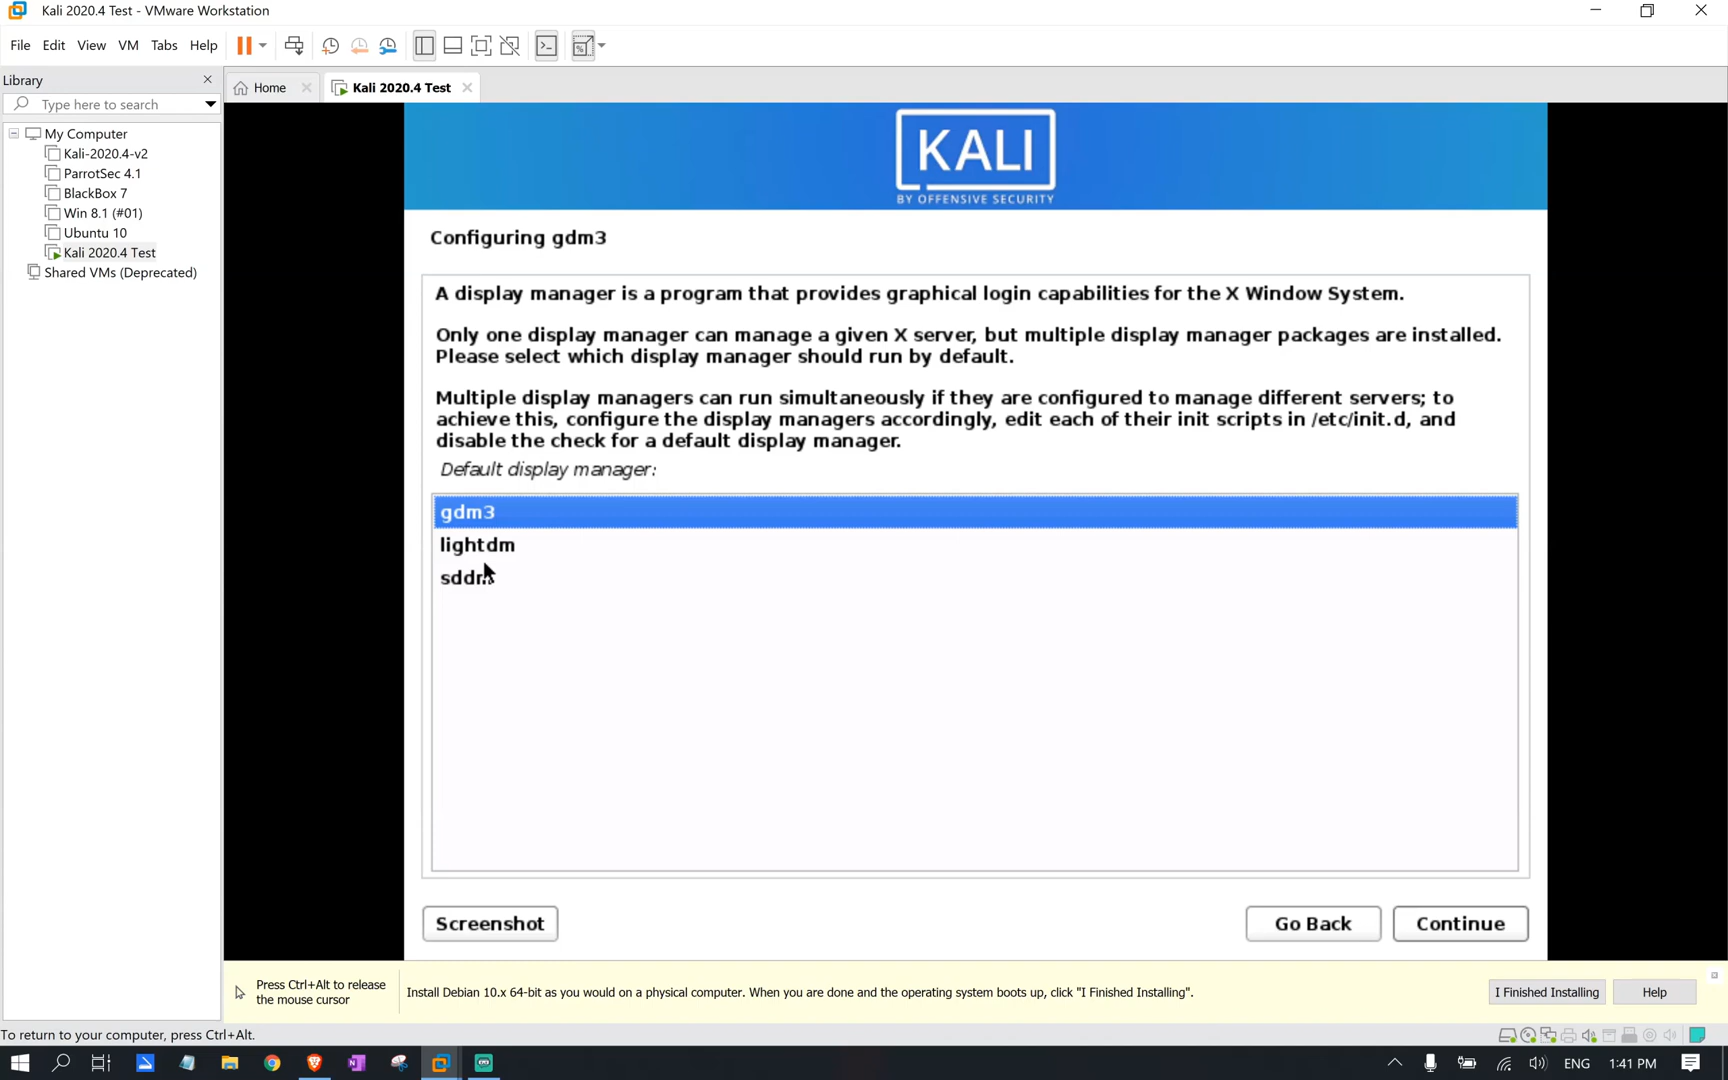 Kali 2020.4 Test - VMware Workstation
File Edit View VM Tabs Help
Library
Home
Kali 2020.4 Test
Type here to search
My Computer
Kali-2020.4-v2
ParrotSec 4.1
BlackBox 7
Win 8.1 (#01)
Ubuntu 10
Kali 2020.4 Test
Shared VMs (Deprecated)
KALI
BY OFFENSIVE SECURITY
Configuring gdm3
A display manager is a program that provides graphical login capabilities for the X Window System.
Only one display manager can manage a given X server, but multiple display manager packages are installed.
Please select which display manager should run by default.
Multiple display managers can run simultaneously if they are configured to manage different servers; to
achieve this, configure the display managers accordingly, edit each of their init scripts in /etc/init.d, and
disable the check for a default display manager.
Default display manager:
gdm3
lightdm
sddm
Screenshot
Go Back
Continue
Press Ctrl+Alt to release
the mouse cursor
Install Debian 10.x 64-bit as you would on a physical computer. When you are done and the operating system boots up, click "I Finished Installing".
I Finished Installing
Help
To return to your computer, press Ctrl+Alt.
ENG
1:41 PM